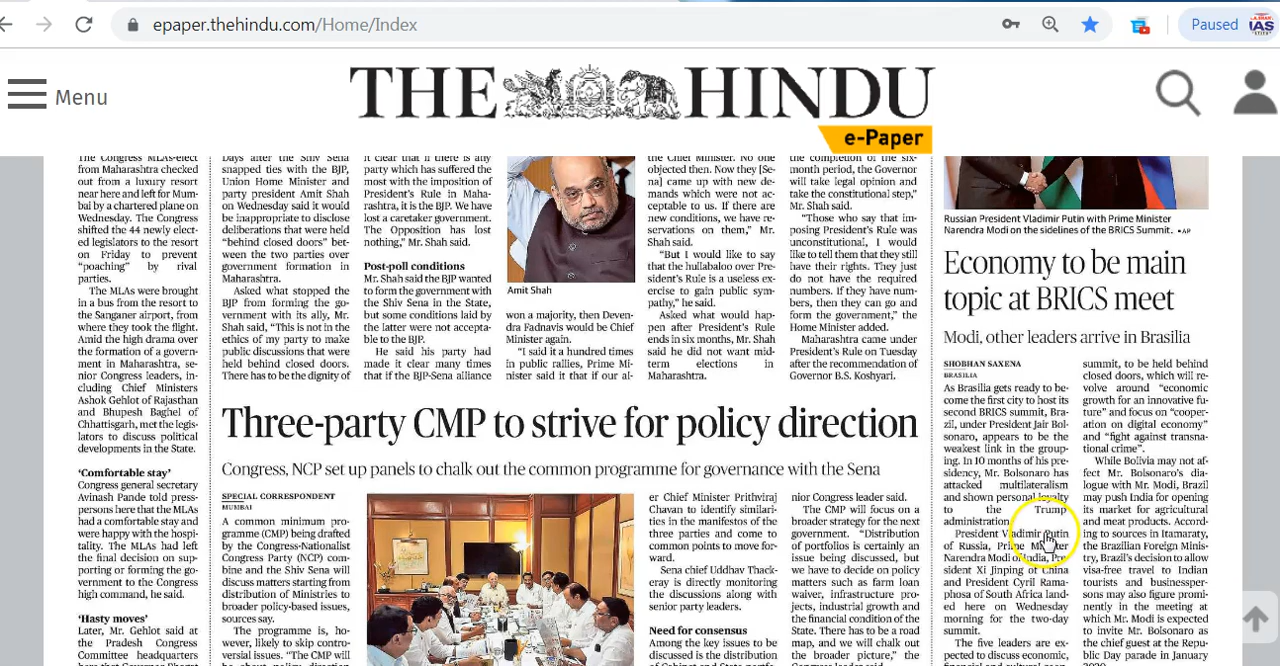 epaper.thehindu.com/Home/Index
Paused
IAS
Menu
THE HINDU
e-Paper
The Congress MLAs-elect
from Maharashtra checked
out from a luxury resort
near here and left for Mum-
bai by a chartered plane on
Wednesday. The Congress
shifted the 44 newly elect-
ed legislators to the resort
on Friday to prevent
“poaching” by rival
parties.
The MLAs were brought
in a bus from the resort to
the Sanganer airport, from
where they took the flight.
Amid the high drama over
the formation of a govern-
ment in Maharashtra, se-
nior Congress leaders, in-
cluding Chief Ministers
Ashok Gehlot of Rajasthan
and Bhupesh Baghel of
Chhattisgarh, met the legis-
lators to discuss political
developments in the State.
‘Comfortable stay’
Congress general secretary
Avinash Pande told press-
persons here that the MLAs
had a comfortable stay and
were happy with the hospi-
tality. The MLAs had left
the final decision on sup-
porting or forming the go-
vernment to the Congress
high command, he said.
‘Hasty moves’
Later, Mr. Gehlot said at
the Pradesh Congress
Committee headquarters
Days after the Shiv Sena
snapped ties with the BJP,
Union Home Minister and
party president Amit Shah
on Wednesday said it would
be inappropriate to disclose
deliberations that were held
“behind closed doors” bet-
ween the two parties over
government formation in
Maharashtra.
Asked what stopped the
BJP from forming the go-
vernment with its ally, Mr.
Shah said, “This is not in the
ethics of my party to make
public discussions that were
held behind closed doors.
There has to be the dignity of
it clear that if there is any
party which has suffered the
most with the imposition of
President’s Rule in Maha-
rashtra, it is the BJP. We have
lost a caretaker government.
The Opposition has lost
nothing,” Mr. Shah said.
Post-poll conditions
Mr. Shah said the BJP wanted
to form the government with
the Shiv Sena in the State,
but some conditions laid by
the latter were not accepta-
ble to the BJP.
He said his party had
made it clear many times
that if the BJP-Sena alliance
Amit Shah
won a majority, then Deven-
dra Fadnavis would be Chief
Minister again.
“I said it a hundred times
in public rallies, Prime Mi-
nister said it that if our al-
the Chief Minister. No one
objected then. Now they [Se-
na] came up with new de-
mands which were not ac-
ceptable to us. If there are
new conditions, we have re-
servations on them,” Mr.
Shah said.
“But I would like to say
that the hullabaloo over Pre-
sident’s Rule is a useless ex-
ercise to gain public sym-
pathy,” he said.
Asked what would hap-
pen after President’s Rule
ends in six months, Mr. Shah
said he did not want mid-
term elections in
Maharashtra.
the completion of the six-
month period, the Governor
will take legal opinion and
take the constitutional step,”
Mr. Shah said.
“Those who say that im-
posing President’s Rule was
unconstitutional, I would
like to tell them that they still
have their rights. They just
do not have the required
numbers. If they have num-
bers, then they can go and
form the government,” the
Home Minister added.
Maharashtra came under
President’s Rule on Tuesday
after the recommendation of
Governor B.S. Koshyari.
Three-party CMP to strive for policy direction
Congress, NCP set up panels to chalk out the common programme for governance with the Sena
SPECIAL CORRESPONDENT
MUMBAI
A common minimum pro-
gramme (CMP) being drafted
by the Congress-Nationalist
Congress Party (NCP) com-
bine and the Shiv Sena will
discuss matters starting from
distribution of Ministries to
broader policy-based issues,
sources say.
The programme is, ho-
wever, likely to skip contro-
versial issues. “The CMP will
be about policy direction
er Chief Minister Prithviraj
Chavan to identify similari-
ties in the manifestos of the
three parties and come to
common points to move for-
ward.
Sena chief Uddhav Thack-
eray is directly monitoring
the discussions along with
senior party leaders.
Need for consensus
Among the key issues to be
discussed is the distribution
nior Congress leader said.
The CMP will focus on a
broader strategy for the next
government. “Distribution
of portfolios is certainly an
issue being discussed, but
we have to decide on policy
matters such as farm loan
waiver, infrastructure pro-
jects, industrial growth and
the financial condition of
the State. There has to be a
road map, and we will chalk
out the broader picture,” the
Russian President Vladimir Putin with Prime Minister
Narendra Modi on the sidelines of the BRICS Summit. •AP
Economy to be main
topic at BRICS meet
Modi, other leaders arrive in Brasilia
SHOBHAN SAXENA
BRASILIA
As Brasilia gets ready to be-
come the first city to host its
second BRICS summit, Bra-
zil, under President Jair Bol-
sonaro, appears to be the
weakest link in the group-
ing. In 10 months of his pre-
sidency, Mr. Bolsonaro has
attacked multilateralism
and shown personal loyalty
to the Trump
administration.
President Vladimir Putin
of Russia, Prime Minister
Narendra Modi of India, Pre-
sident Xi Jinping of China
and President Cyril Rama-
phosa of South Africa land-
ed here on Wednesday
morning for the two-day
summit.
The five leaders are ex-
pected to discuss economic,
summit, to be held behind
closed doors, which will re-
volve around “economic
growth for an innovative fu-
ture” and focus on “cooper-
ation on digital economy”
and “fight against transna-
tional crime”.
While Bolivia may not af-
fect Mr. Bolsonaro’s dia-
logue with Mr. Modi, Brazil
may push India for opening
its market for agricultural
and meat products. Accord-
ing to sources in Itamaraty,
the Brazilian Foreign Minis-
try, Brazil’s decision to allow
visa-free travel to Indian
tourists and businessper-
sons may also figure promi-
nently in the meeting at
which Mr. Modi is expected
to invite Mr. Bolsonaro as
the chief guest at the Repu-
blic Day parade in January